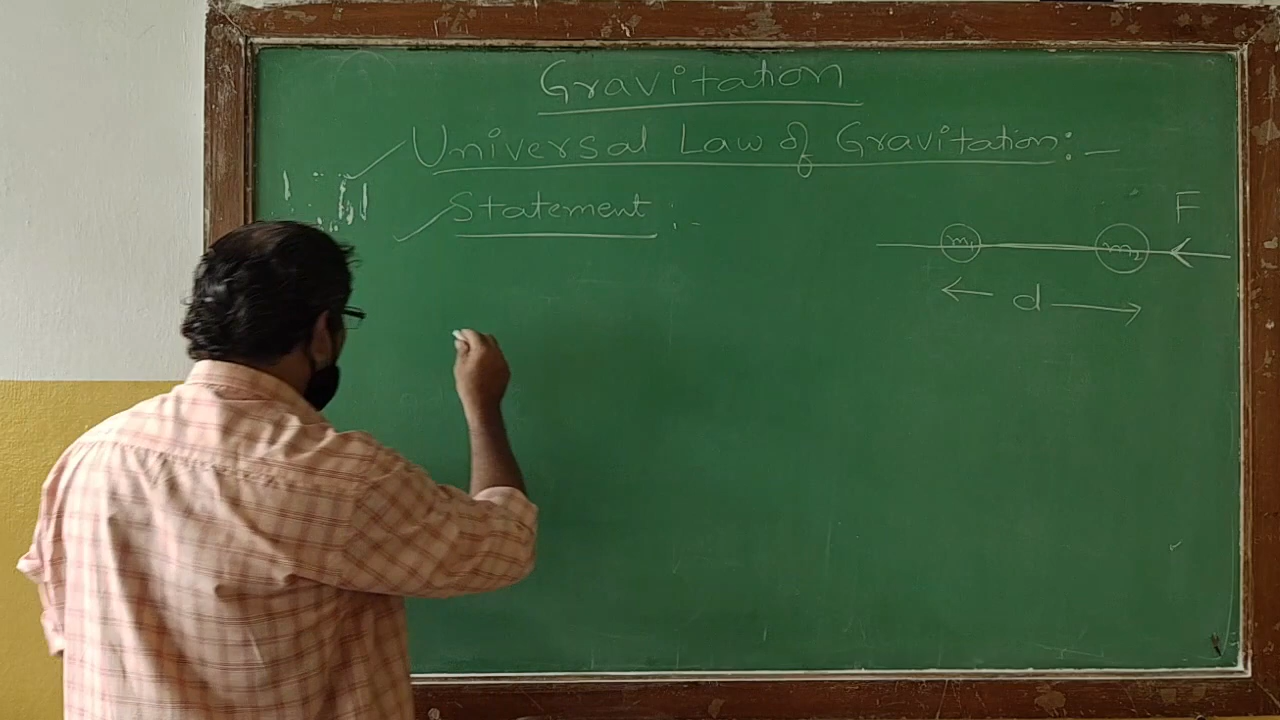 Gravitation
Universal Law of Gravitation:-
Statement:-
F
m1 m2
d